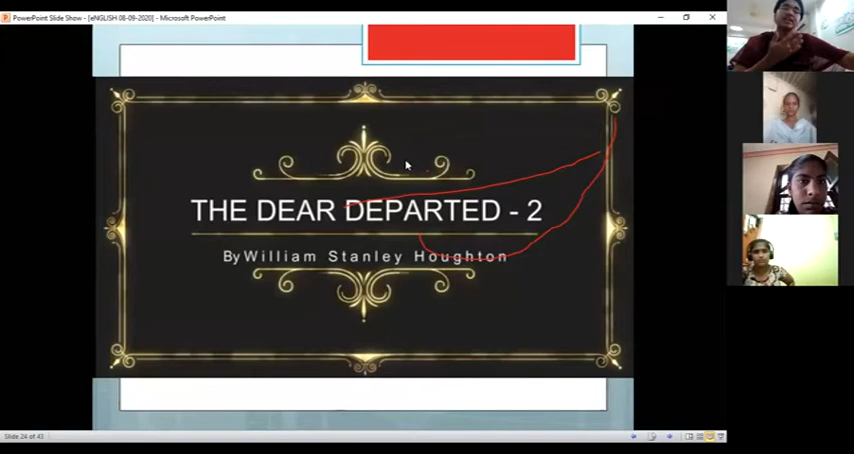 PowerPoint Slide Show - [eNGLISH 08-09-2020] - Microsoft PowerPoint
THE DEAR DEPARTED - 2
By William Stanley Houghton
Slide 24 of 43